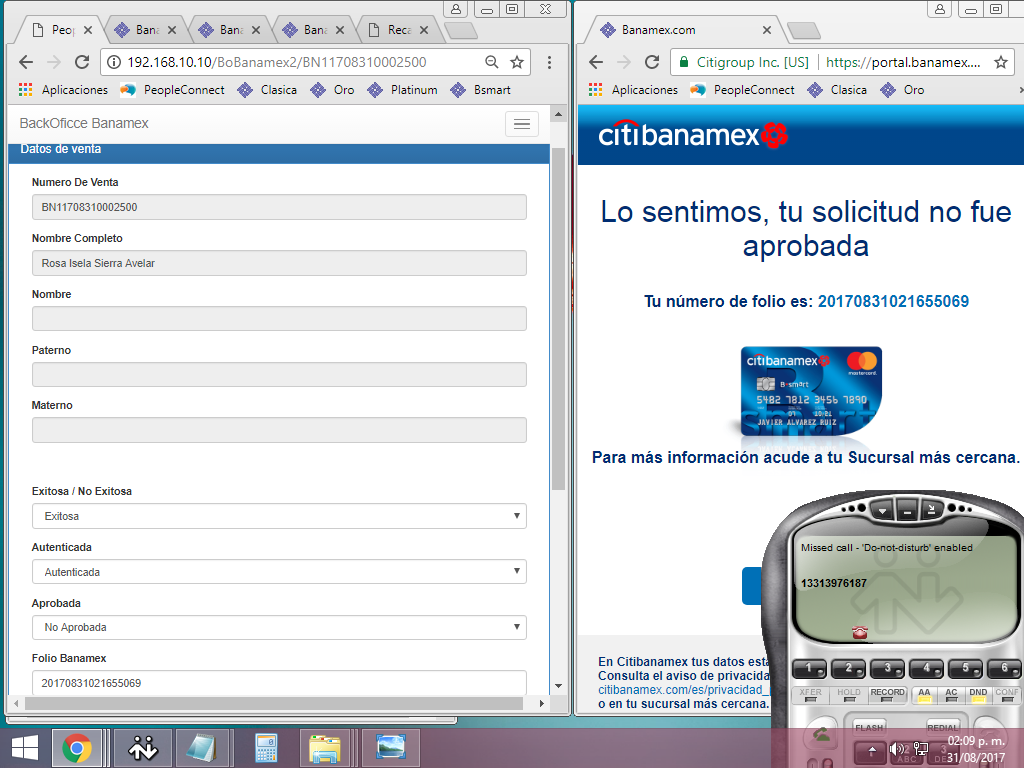 Peo
Bana
Bana
Bana
Reca
192.168.10.10/BoBanamex2/BN11708310002500
Aplicaciones
PeopleConnect
Clasica
Oro
Platinum
Bsmart
BackOficce Banamex
Datos de venta
Numero De Venta
BN11708310002500
Nombre Completo
Rosa Isela Sierra Avelar
Nombre
Paterno
Materno
Exitosa / No Exitosa
Exitosa
Autenticada
Autenticada
Aprobada
No Aprobada
Folio Banamex
20170831021655069
Banamex.com
Citigroup Inc. [US]
https://portal.banamex....
Aplicaciones
PeopleConnect
Clasica
Oro
citibanamex
Lo sentimos, tu solicitud no fue
aprobada
Tu número de folio es: 20170831021655069
citibanamex
mastercard
B•smart
5482 7812 3456 7890
07 10/21
JAVIER ALVAREZ RUIZ
Para más información acude a tu Sucursal más cercana.
En Citibanamex tus datos está
Consulta el aviso de privacida
citibanamex.com/es/privacidad_
o en tu sucursal más cercana.
Missed call - 'Do-not-disturb' enabled
13313976187
1
2
3
4
5
6
XFER
HOLD
RECORD
AA
AC
DND
CONF
FLASH
REDIAL
2
ABC
3
DE
02:09 p. m.
31/08/2017